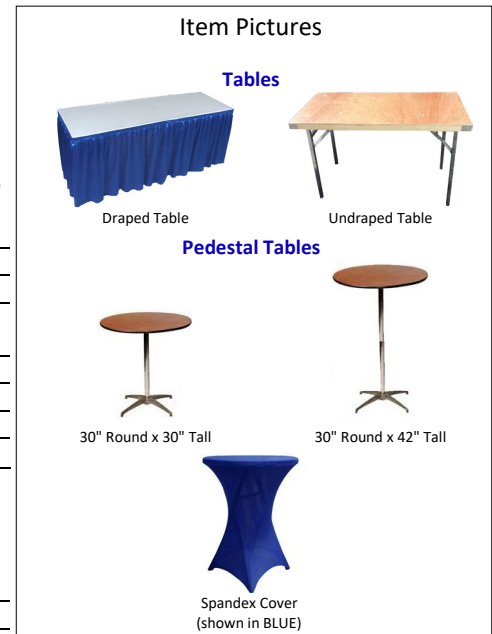 Item Pictures
Tables
Draped Table
Undraped Table
Pedestal Tables
30" Round x 30" Tall
30" Round x 42" Tall
Spandex Cover
(shown in BLUE)